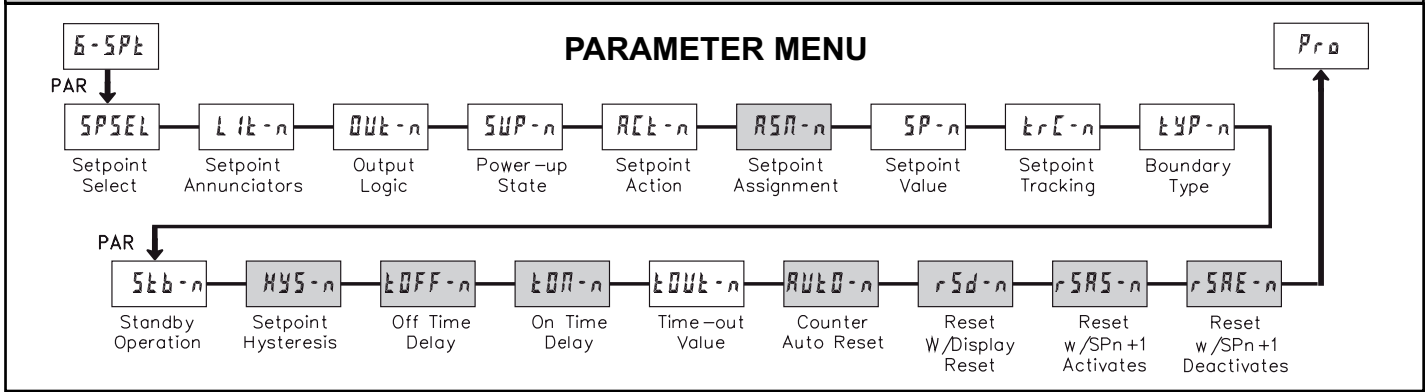 6-SPt
PARAMETER MENU
Pro
PAR
SPSEL
LIt-n
OUt-n
SUP-n
ACt-n
ASN-n
SP-n
trC-n
tYP-n
Setpoint Select
Setpoint Annunciators
Output Logic
Power-up State
Setpoint Action
Setpoint Assignment
Setpoint Value
Setpoint Tracking
Boundary Type
PAR
Stb-n
HYS-n
tOFF-n
tON-n
tOUt-n
AUtO-n
rSd-n
rSAS-n
rSAE-n
Standby Operation
Setpoint Hysteresis
Off Time Delay
On Time Delay
Time-out Value
Counter Auto Reset
Reset W/Display Reset
Reset w/SPn+1 Activates
Reset w/SPn+1 Deactivates